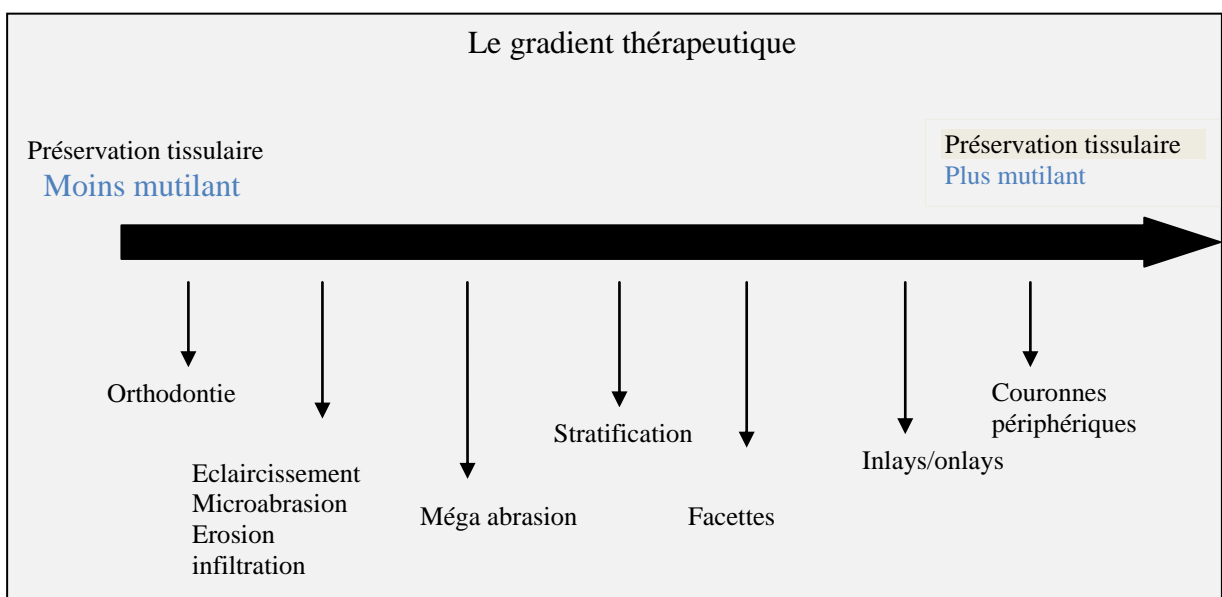 Le gradient thérapeutique
Préservation tissulaire
Moins mutilant
Préservation tissulaire
Plus mutilant
Orthodontie
Eclaircissement
Microabrasion
Erosion
infiltration
Méga abrasion
Stratification
Facettes
Inlays/onlays
Couronnes
périphériques